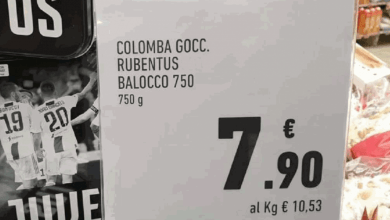 US
19
20
JUVE
COLOMBA GOCC.
RUBENTUS
BALOCCO 750
750 g
€
7.90
al Kg € 10,53